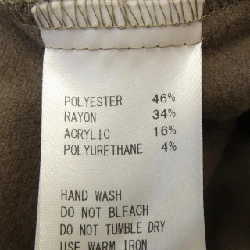 POLYESTER 46%
RAYON 34%
ACRYLIC 16%
POLYURETHANE 4%
HAND WASH
DO NOT BLEACH
DO NOT TUMBLE DRY
USE WARM IRON